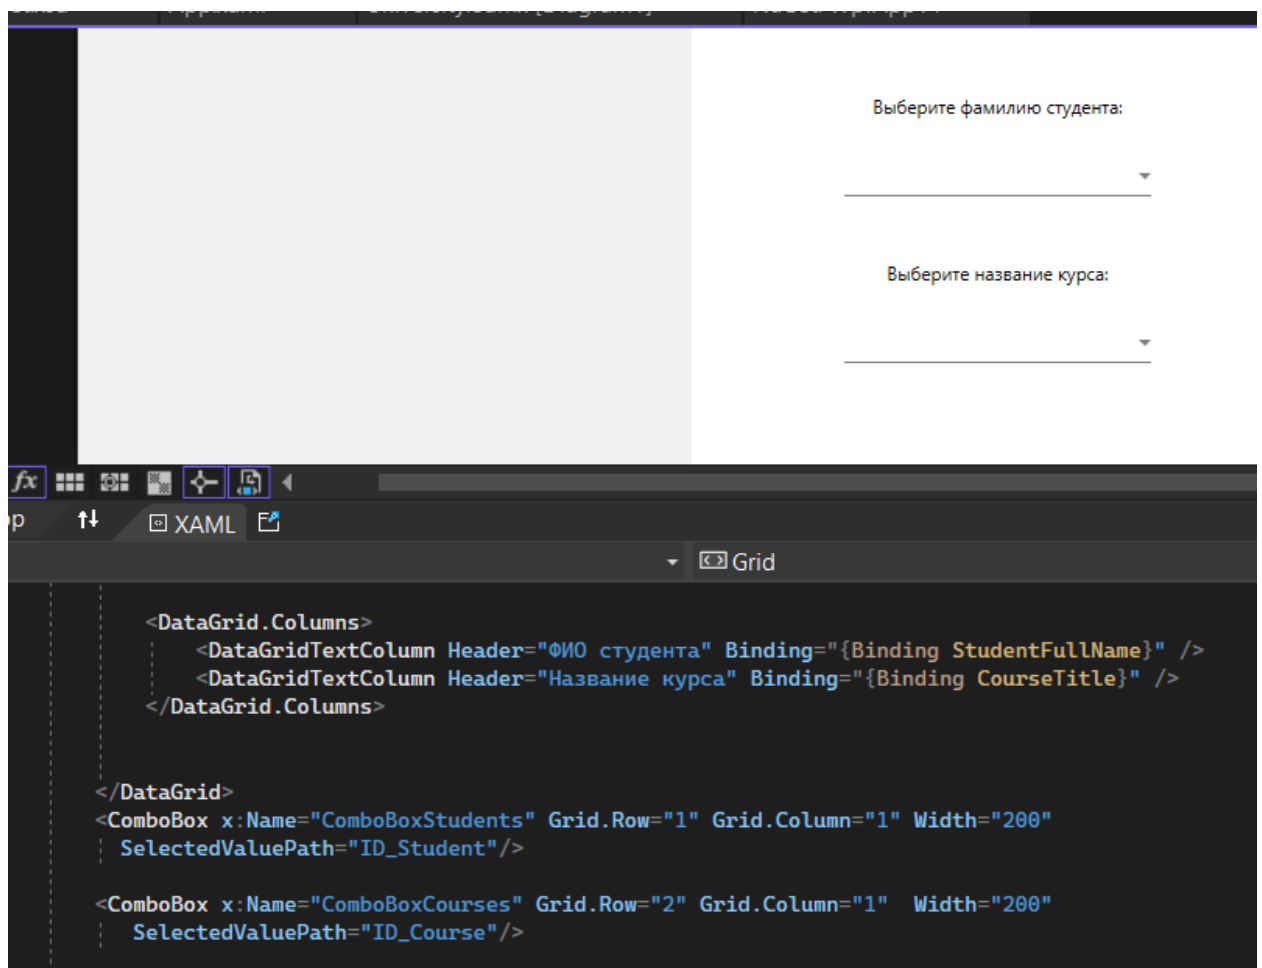 Выберите фамилию студента:
Выберите название курса:
fx
XAML
Grid
<DataGrid.Columns>
<DataGridTextColumn Header="ФИО студента" Binding="{Binding StudentFullName}" />
<DataGridTextColumn Header="Название курса" Binding="{Binding CourseTitle}" />
</DataGrid.Columns>
</DataGrid>
<ComboBox x:Name="ComboBoxStudents" Grid.Row="1" Grid.Column="1" Width="200"
SelectedValuePath="ID_Student"/>
<ComboBox x:Name="ComboBoxCourses" Grid.Row="2" Grid.Column="1"  Width="200"
SelectedValuePath="ID_Course"/>